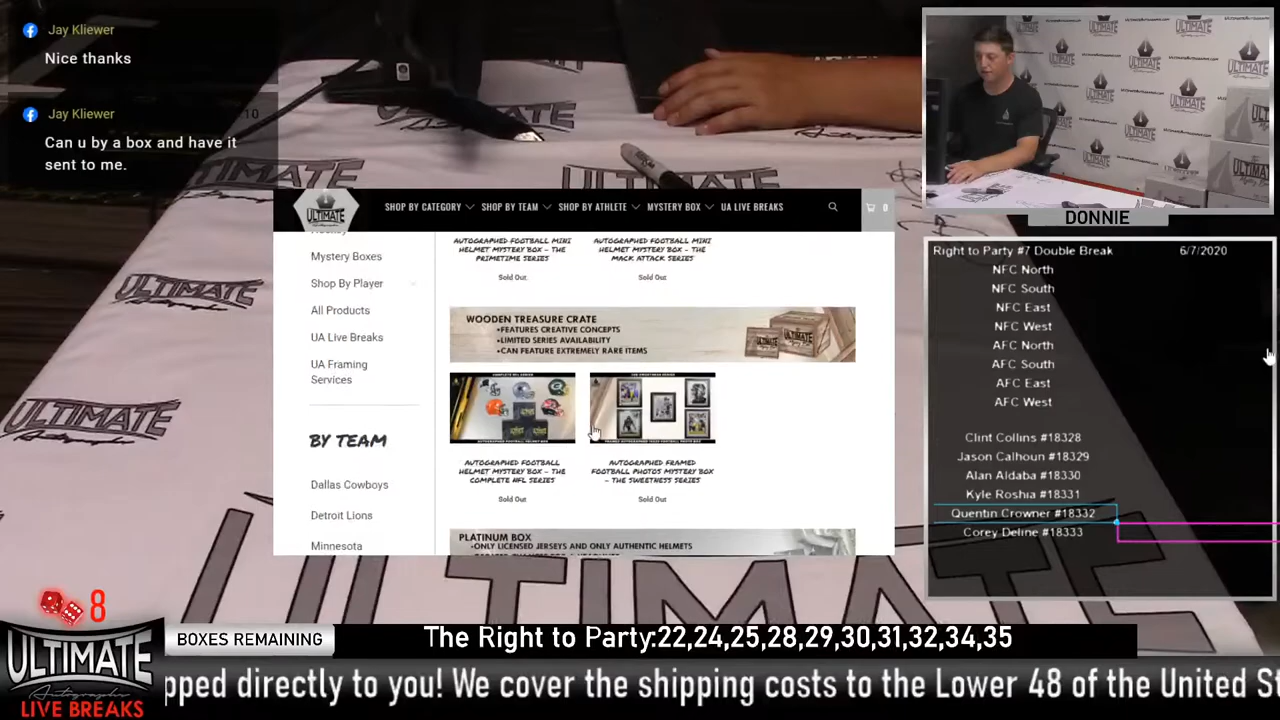 Jay Kliewer
Nice thanks
Jay Kliewer
10
Can u by a box and have it
sent to me.
ULTIMATE
SHOP BY CATEGORY
SHOP BY TEAM
SHOP BY ATHLETE
MYSTERY BOX
UA LIVE BREAKS
0
Mystery Boxes
Shop By Player
All Products
UA Live Breaks
UA Framing
Services
BY TEAM
Dallas Cowboys
Detroit Lions
Minnesota
AUTOGRAPHED FOOTBALL MINI
HELMET MYSTERY BOX - THE
PRIMETIME SERIES
Sold Out
AUTOGRAPHED FOOTBALL MINI
HELMET MYSTERY BOX - THE
MACK ATTACK SERIES
Sold Out
WOODEN TREASURE CRATE
•FEATURES CREATIVE CONCEPTS
•LIMITED SERIES AVAILABILITY
•CAN FEATURE EXTREMELY RARE ITEMS
AUTOGRAPHED FOOTBALL
HELMET MYSTERY BOX - THE
COMPLETE NFL SERIES
Sold Out
AUTOGRAPHED FRAMED
FOOTBALL PHOTOS MYSTERY BOX
- THE SWEETNESS SERIES
Sold Out
PLATINUM BOX
•ONLY LICENSED JERSEYS AND ONLY AUTHENTIC HELMETS
DONNIE
Right to Party #7 Double Break 6/7/2020
NFC North
NFC South
NFC East
NFC West
AFC North
AFC South
AFC East
AFC West
Clint Collins #18328
Jason Calhoun #18329
Alan Aldaba #18330
Kyle Roshia #18331
Quentin Crowner #18332
Corey Deline #18333
8
BOXES REMAINING
The Right to Party:22,24,25,28,29,30,31,32,34,35
ULTIMATE
Autographs
LIVE BREAKS
pped directly to you! We cover the shipping costs to the Lower 48 of the United St
ULTIMATE
ULTIMATE
ULTIMATE